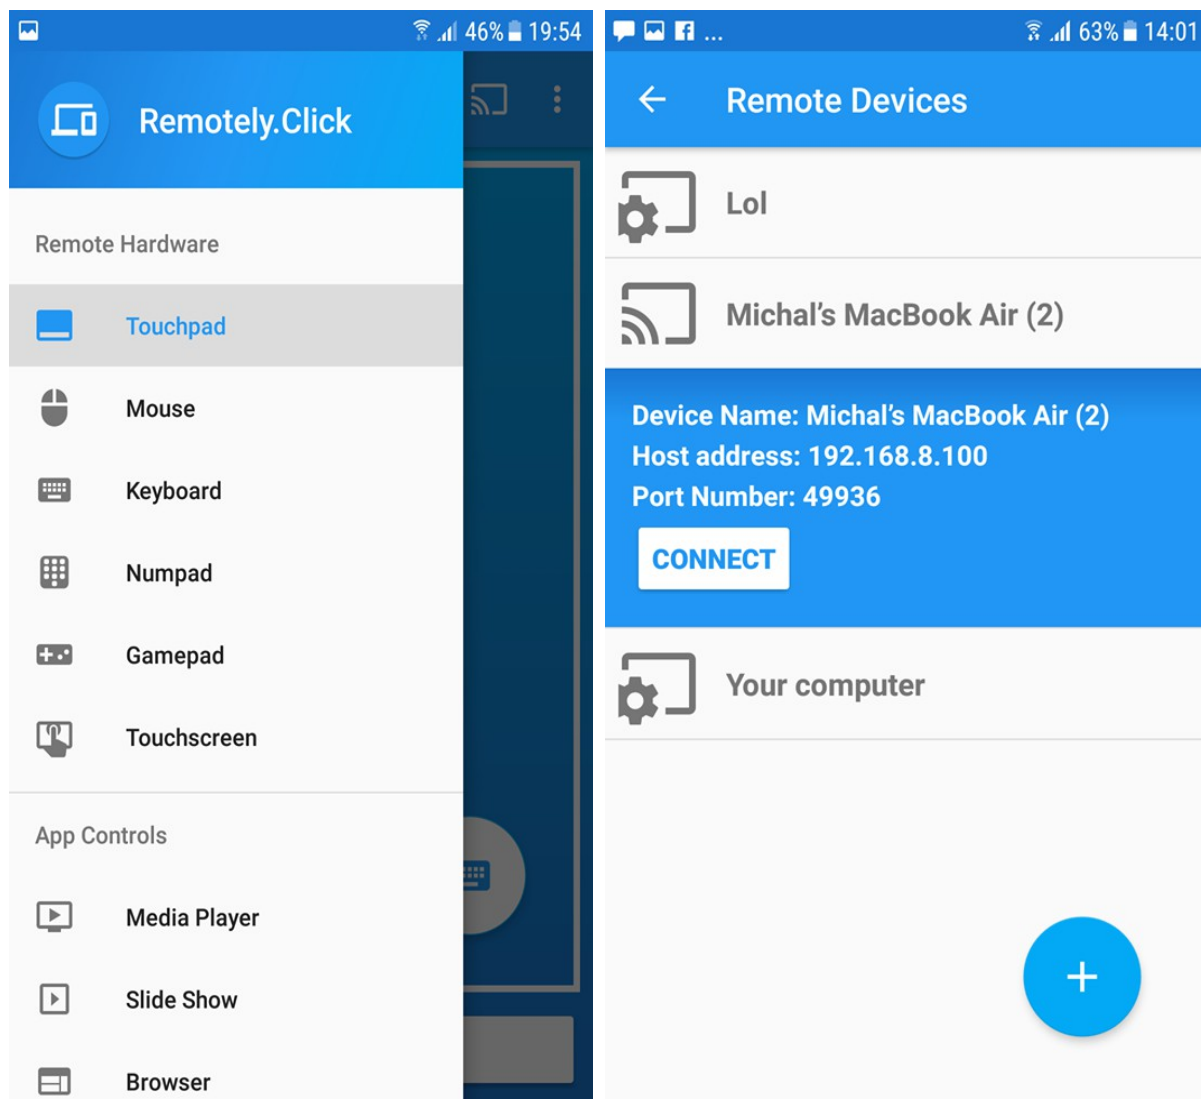 46% 19:54
Remotely.Click
Remote Hardware
Touchpad
Mouse
Keyboard
Numpad
Gamepad
Touchscreen
App Controls
Media Player
Slide Show
Browser
... 63% 14:01
Remote Devices
Lol
Michal's MacBook Air (2)
Device Name: Michal's MacBook Air (2)
Host address: 192.168.8.100
Port Number: 49936
CONNECT
Your computer